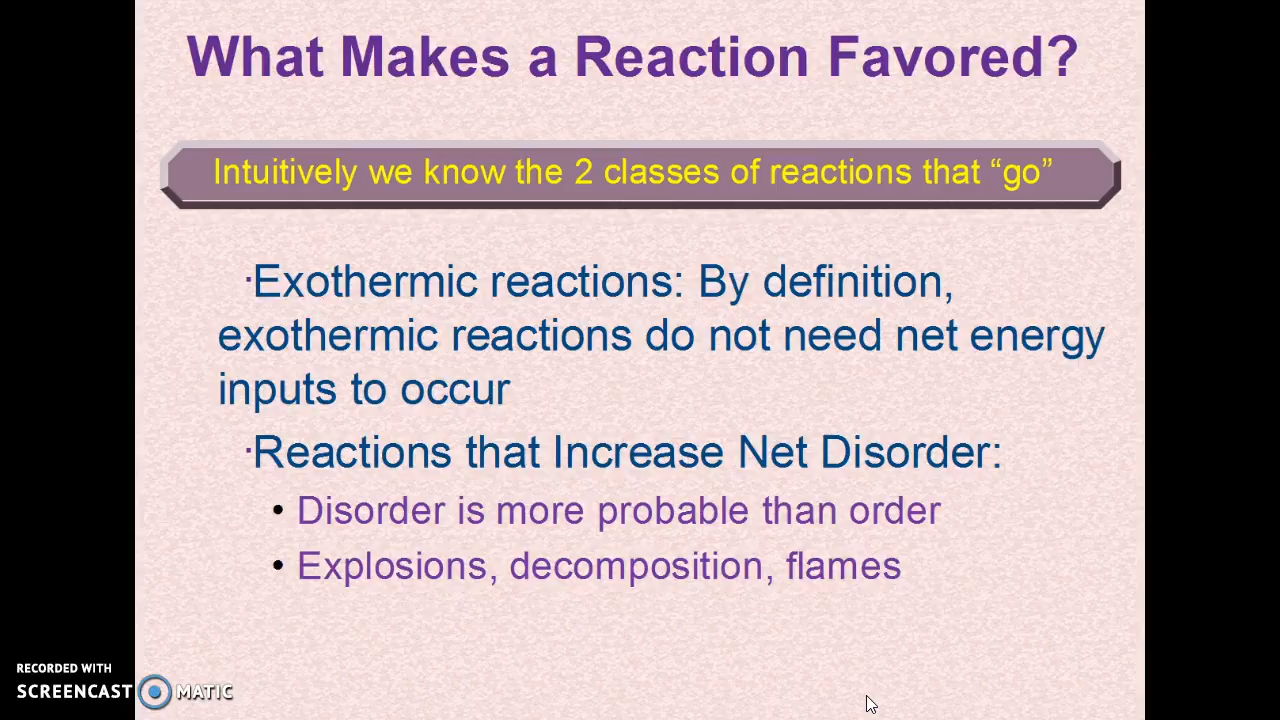 What Makes a Reaction Favored?
Intuitively we know the 2 classes of reactions that “go”
·Exothermic reactions: By definition,
exothermic reactions do not need net energy
inputs to occur
·Reactions that Increase Net Disorder:
• Disorder is more probable than order
• Explosions, decomposition, flames
RECORDED WITH
SCREENCAST MATIC